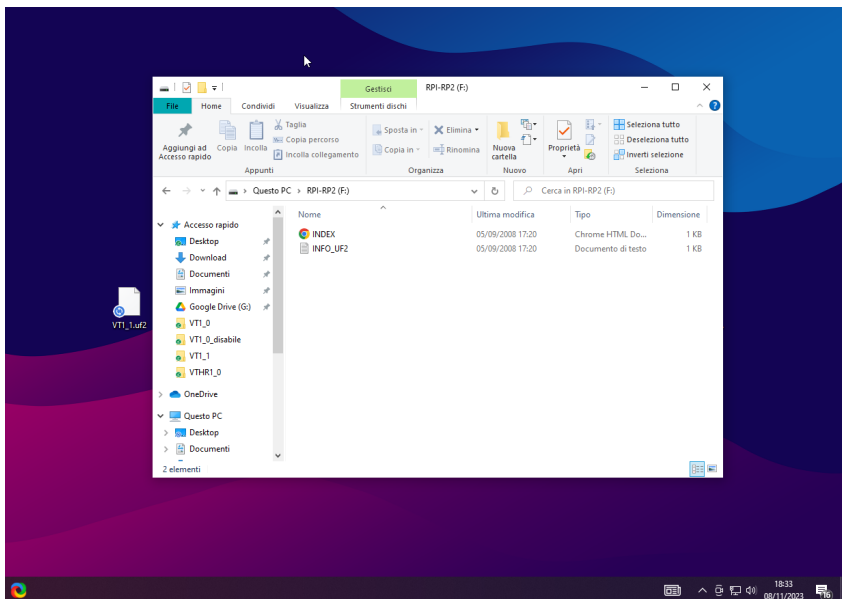 Gestisci RPI-RP2 (F:)
File Home Condividi Visualizza Strumenti dischi
Aggiungi ad Accesso rapido
Copia
Incolla
Taglia
Copia percorso
Incolla collegamento
Appunti
Sposta in
Copia in
Elimina
Rinomina
Organizza
Nuova cartella
Nuovo
Proprietà
Apri
Seleziona tutto
Deseleziona tutto
Inverti selezione
Seleziona
Questo PC > RPI-RP2 (F:)
Cerca in RPI-RP2 (F:)
Nome Ultima modifica Tipo Dimensione
INDEX 05/09/2008 17:20 Chrome HTML Do... 1 KB
INFO_UF2 05/09/2008 17:20 Documento di testo 1 KB
Accesso rapido
Desktop
Download
Documenti
Immagini
Google Drive (G:)
VT1_0
VT1_0_disabile
VT1_1
VTHR1_0
OneDrive
Questo PC
Desktop
Documenti
2 elementi
VT1_1.uf2
18:33
08/11/2023
16